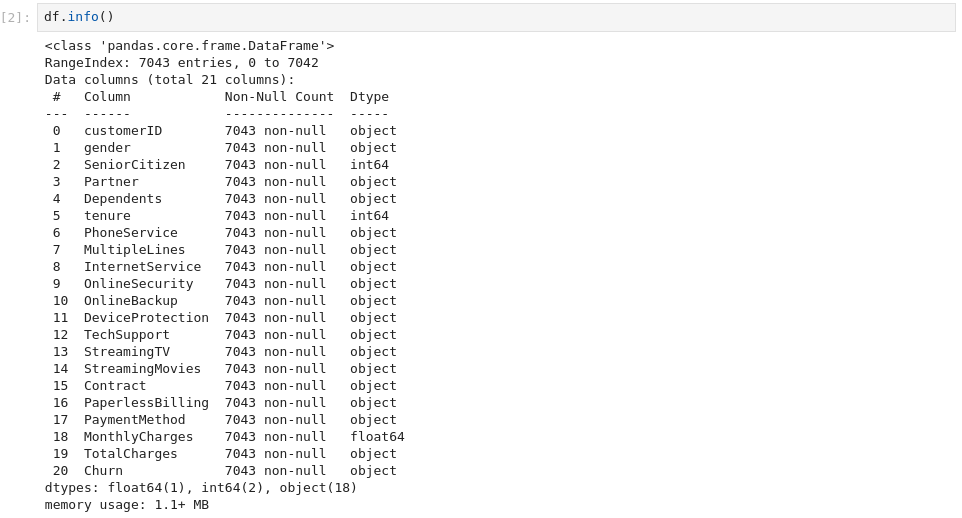 [2]: df.info()
<class 'pandas.core.frame.DataFrame'>
RangeIndex: 7043 entries, 0 to 7042
Data columns (total 21 columns):
 #   Column            Non-Null Count  Dtype
---  ------            --------------  -----
 0   customerID        7043 non-null   object
 1   gender            7043 non-null   object
 2   SeniorCitizen     7043 non-null   int64
 3   Partner           7043 non-null   object
 4   Dependents        7043 non-null   object
 5   tenure            7043 non-null   int64
 6   PhoneService      7043 non-null   object
 7   MultipleLines     7043 non-null   object
 8   InternetService   7043 non-null   object
 9   OnlineSecurity    7043 non-null   object
 10  OnlineBackup      7043 non-null   object
 11  DeviceProtection  7043 non-null   object
 12  TechSupport       7043 non-null   object
 13  StreamingTV       7043 non-null   object
 14  StreamingMovies   7043 non-null   object
 15  Contract          7043 non-null   object
 16  PaperlessBilling  7043 non-null   object
 17  PaymentMethod     7043 non-null   object
 18  MonthlyCharges    7043 non-null   float64
 19  TotalCharges      7043 non-null   object
 20  Churn             7043 non-null   object
dtypes: float64(1), int64(2), object(18)
memory usage: 1.1+ MB